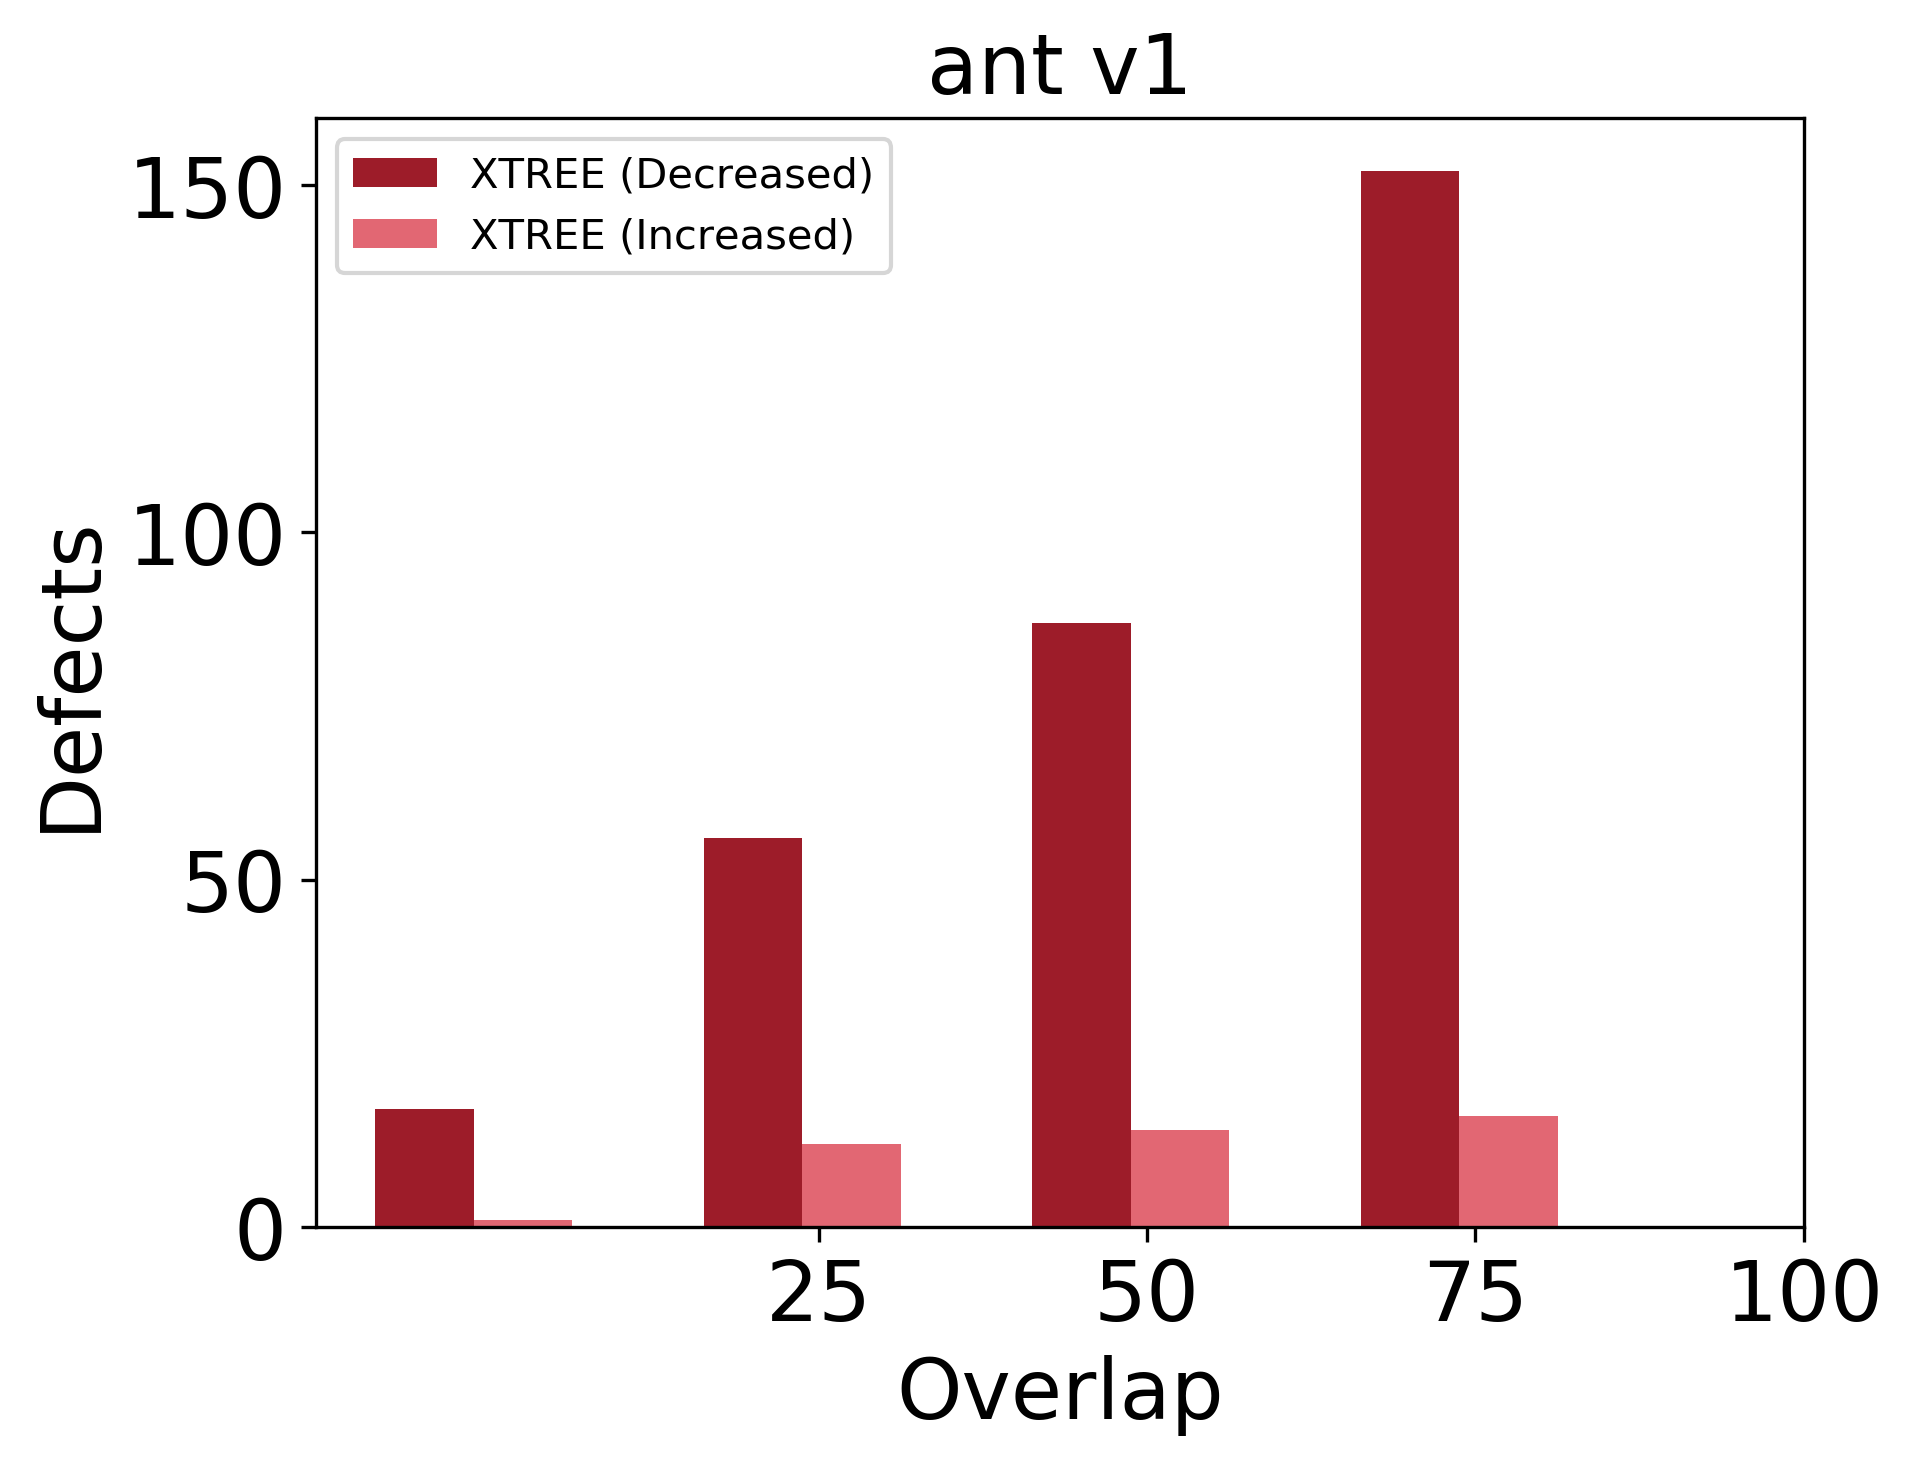 ant v1
XTREE (Decreased)
XTREE (Increased)
150
100
50
0
Defects
25 50 75 100
Overlap